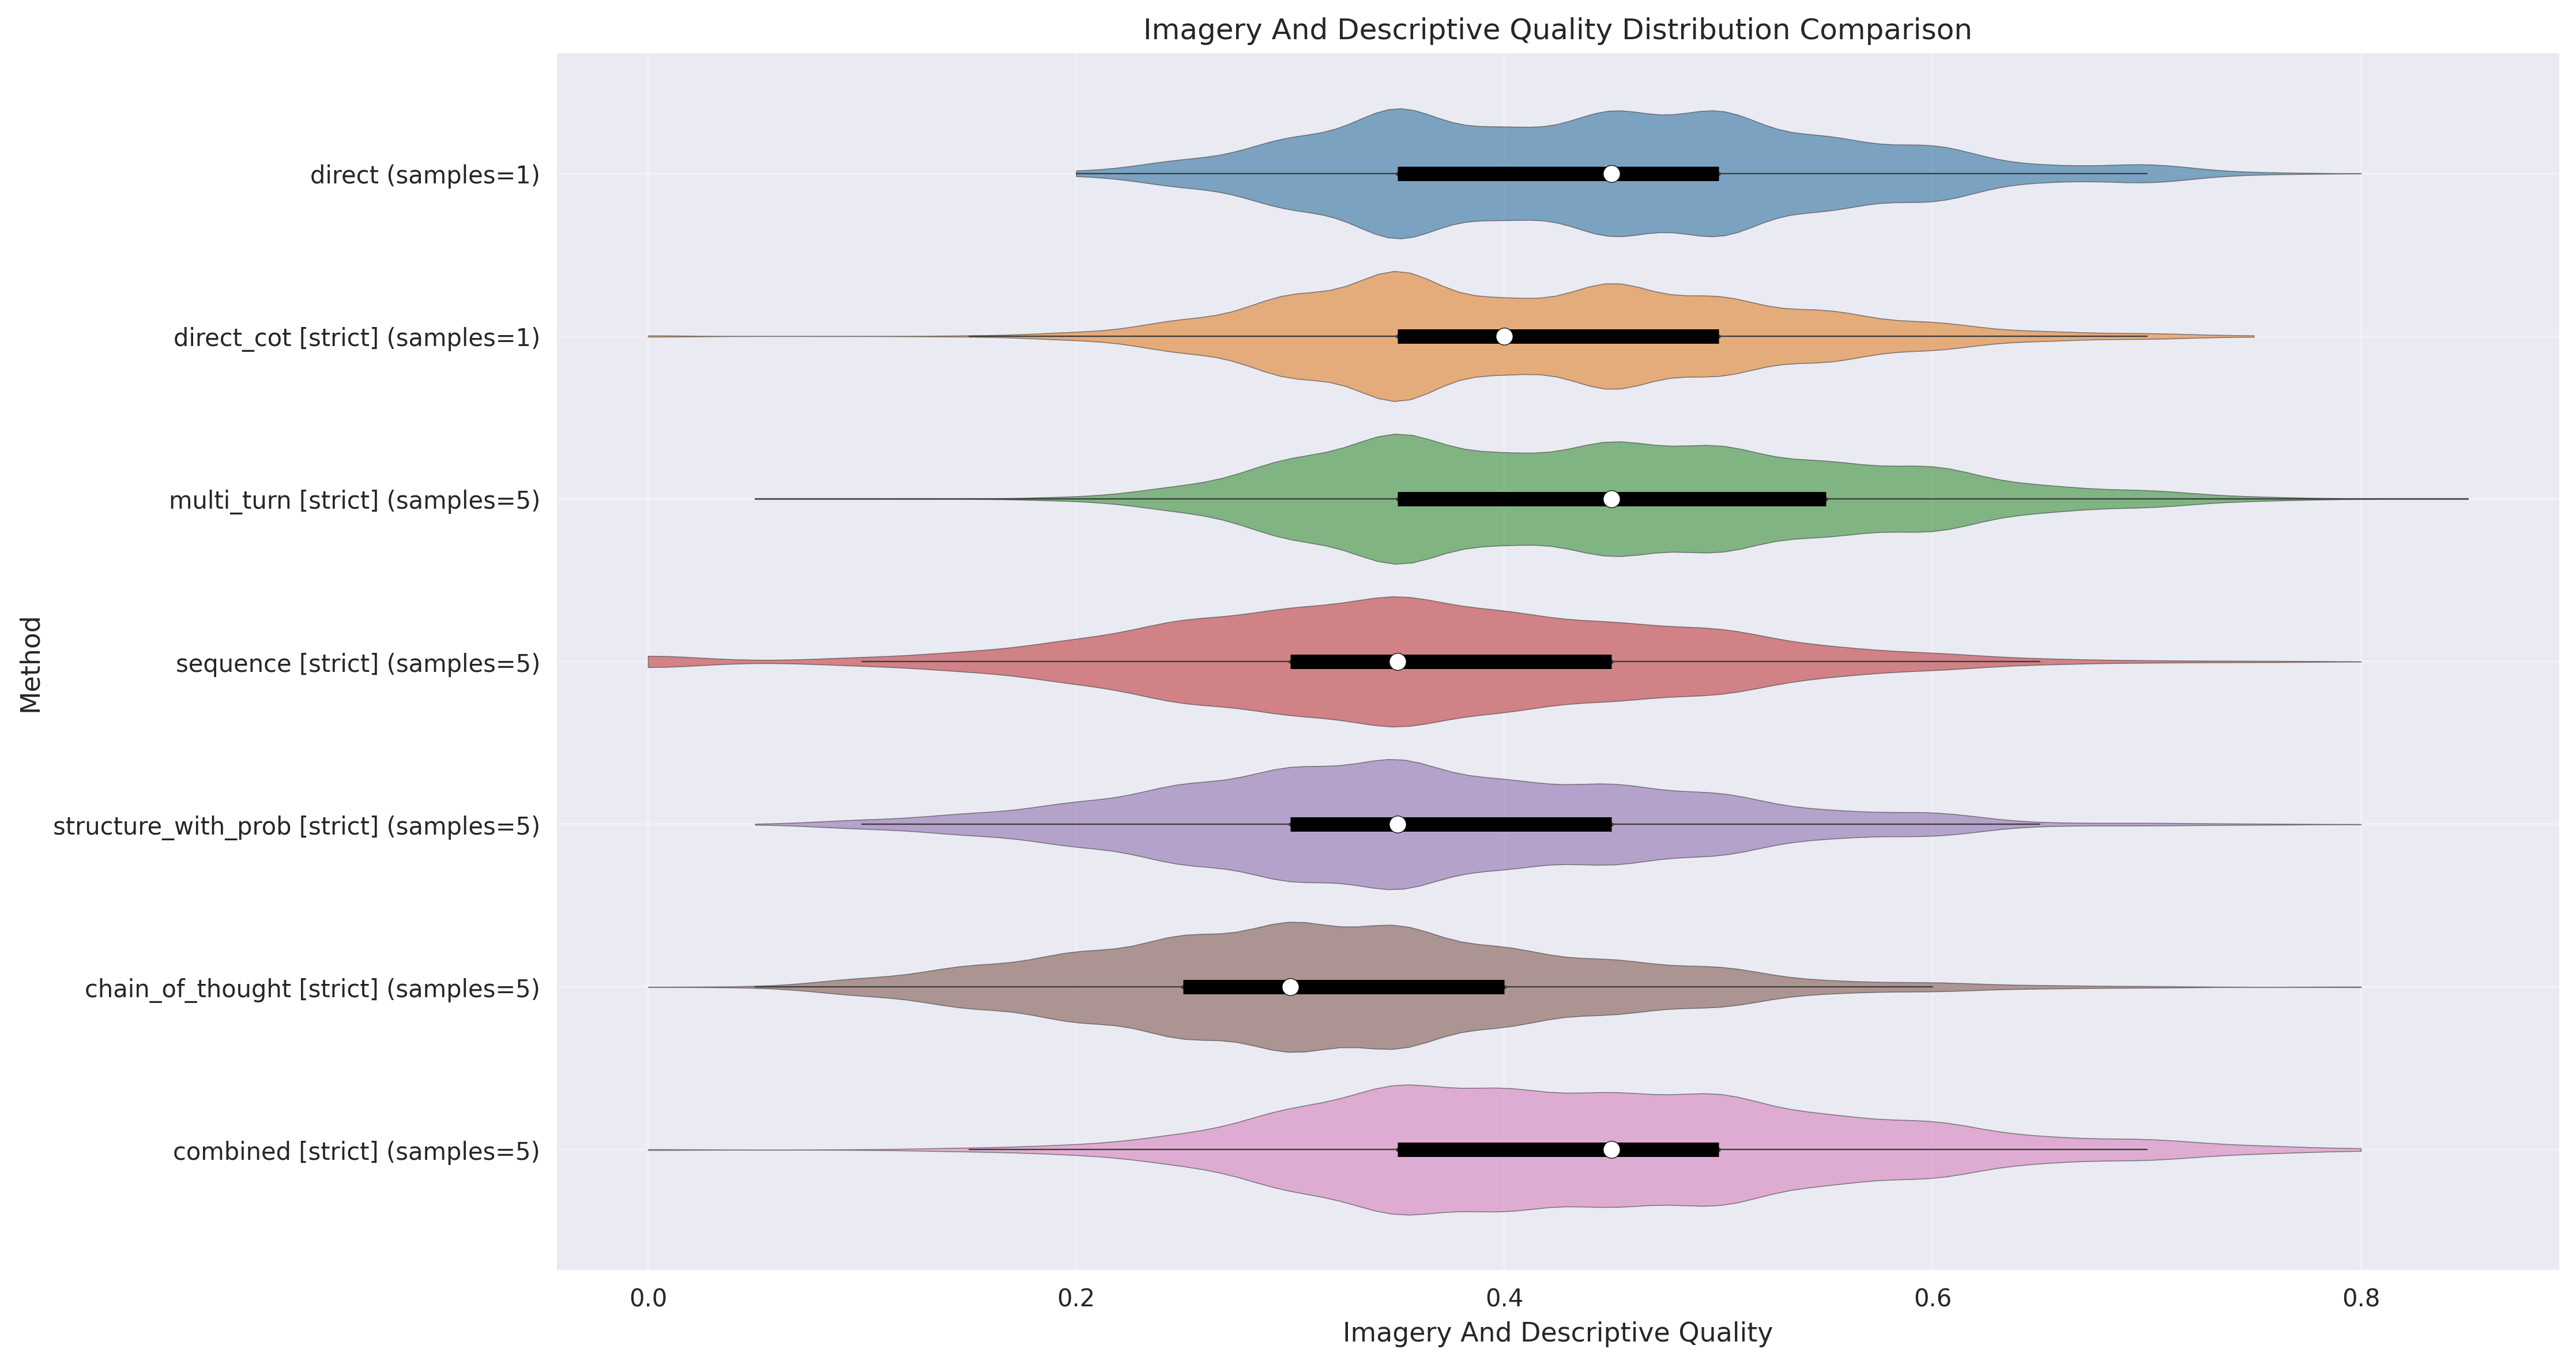 Imagery And Descriptive Quality Distribution Comparison
Method
direct (samples=1)
direct_cot [strict] (samples=1)
multi_turn [strict] (samples=5)
sequence [strict] (samples=5)
structure_with_prob [strict] (samples=5)
chain_of_thought [strict] (samples=5)
combined [strict] (samples=5)
0.0 0.2 0.4 0.6 0.8
Imagery And Descriptive Quality